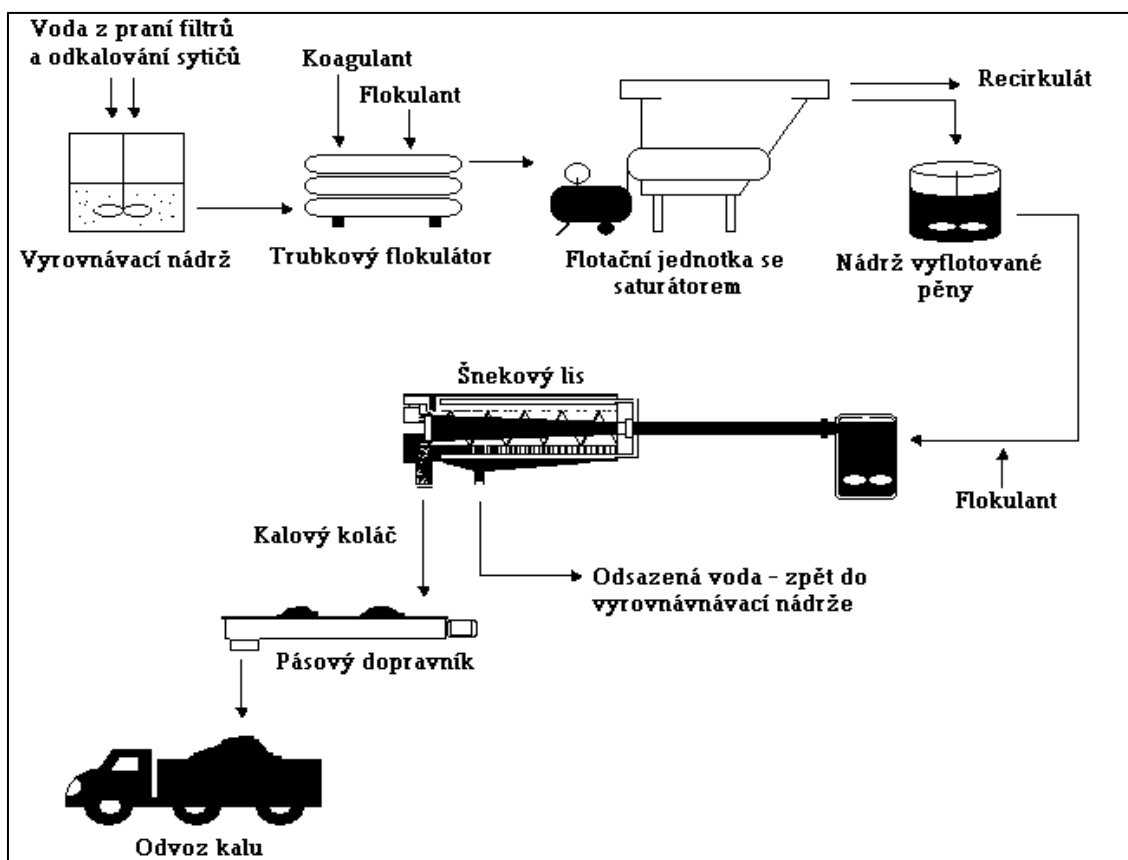 Voda z praní filtrů
a odkalování sytičů
Koagulant
Flokulant
Recirkulát
Vyrovnávací nádrž
Trubkový flokulátor
Flotační jednotka se
saturátorem
Nádrž vyflotované
pěny
Šnekový lis
Flokulant
Kalový koláč
Odsazená voda - zpět do
vyrovnávnávací nádrže
Pásový dopravník
Odvoz kalu